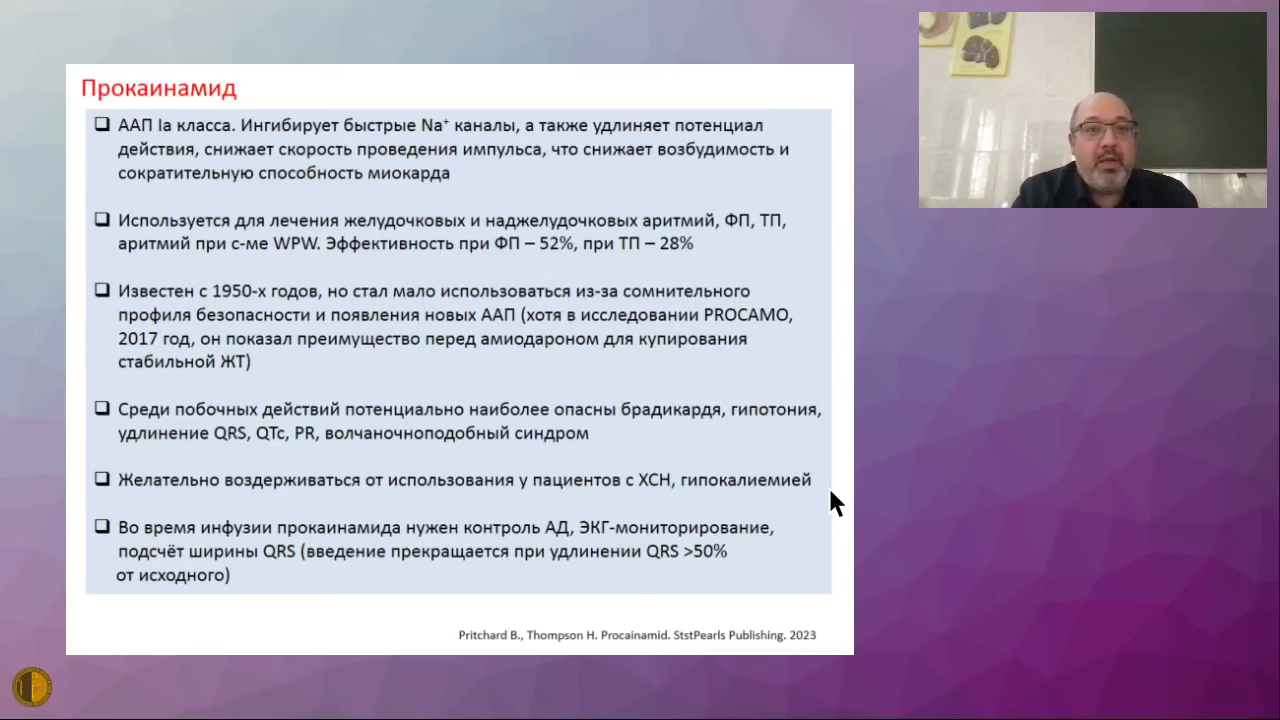 Прокаинамид
❑ ААП Ia класса. Ингибирует быстрые Na⁺ каналы, а также удлиняет потенциал
действия, снижает скорость проведения импульса, что снижает возбудимость и
сократительную способность миокарда
❑ Используется для лечения желудочковых и наджелудочковых аритмий, ФП, ТП,
аритмий при с-ме WPW. Эффективность при ФП – 52%, при ТП – 28%
❑ Известен с 1950-х годов, но стал мало использоваться из-за сомнительного
профиля безопасности и появления новых ААП (хотя в исследовании PROCAMO,
2017 год, он показал преимущество перед амиодароном для купирования
стабильной ЖТ)
❑ Среди побочных действий потенциально наиболее опасны брадикардя, гипотония,
удлинение QRS, QTc, PR, волчаночноподобный синдром
❑ Желательно воздерживаться от использования у пациентов с ХСН, гипокалиемией
❑ Во время инфузии прокаинамида нужен контроль АД, ЭКГ-мониторирование,
подсчёт ширины QRS (введение прекращается при удлинении QRS >50%
от исходного)
Pritchard B., Thompson H. Procainamid. StstPearls Publishing. 2023